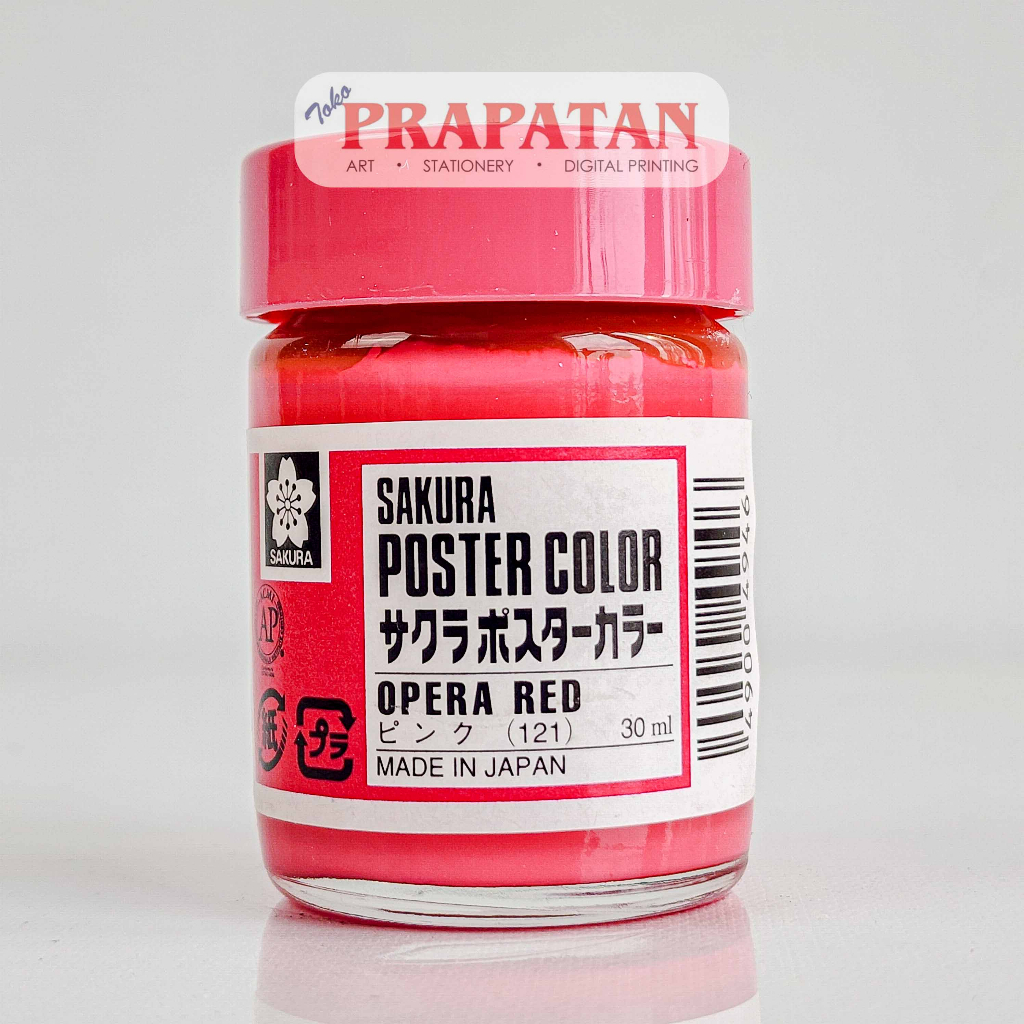 Toko
PRAPATAN
ART • STATIONERY • DIGITAL PRINTING
SAKURA
AP
紙
プラ
SAKURA
POSTER COLOR
サクラポスターカラー
OPERA RED
ピンク (121) 30 ml
MADE IN JAPAN